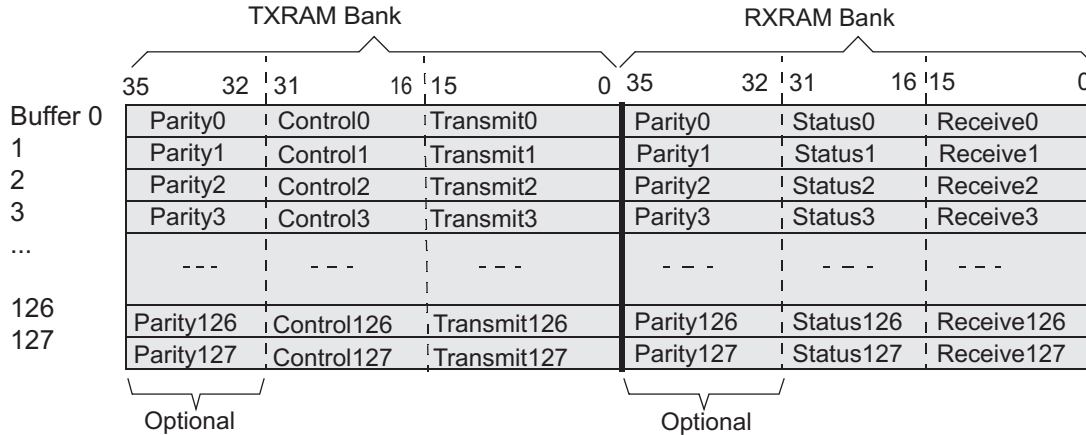 TXRAM Bank RXRAM Bank
35 32 31 16 15 0 35 32 31 16 15 0
Buffer 0 Parity0 Control0 Transmit0 Parity0 Status0 Receive0
1 Parity1 Control1 Transmit1 Parity1 Status1 Receive1
2 Parity2 Control2 Transmit2 Parity2 Status2 Receive2
3 Parity3 Control3 Transmit3 Parity3 Status3 Receive3
...
--- --- --- --- --- ---
126 Parity126 Control126 Transmit126 Parity126 Status126 Receive126
127 Parity127 Control127 Transmit127 Parity127 Status127 Receive127
Optional Optional